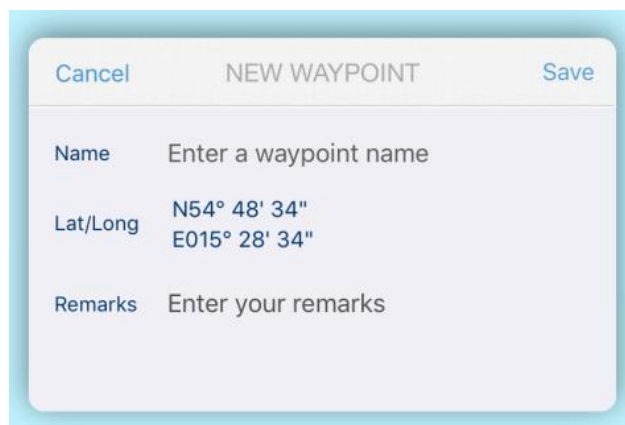 Cancel NEW WAYPOINT Save
Name Enter a waypoint name
Lat/Long N54° 48' 34"
E015° 28' 34"
Remarks Enter your remarks